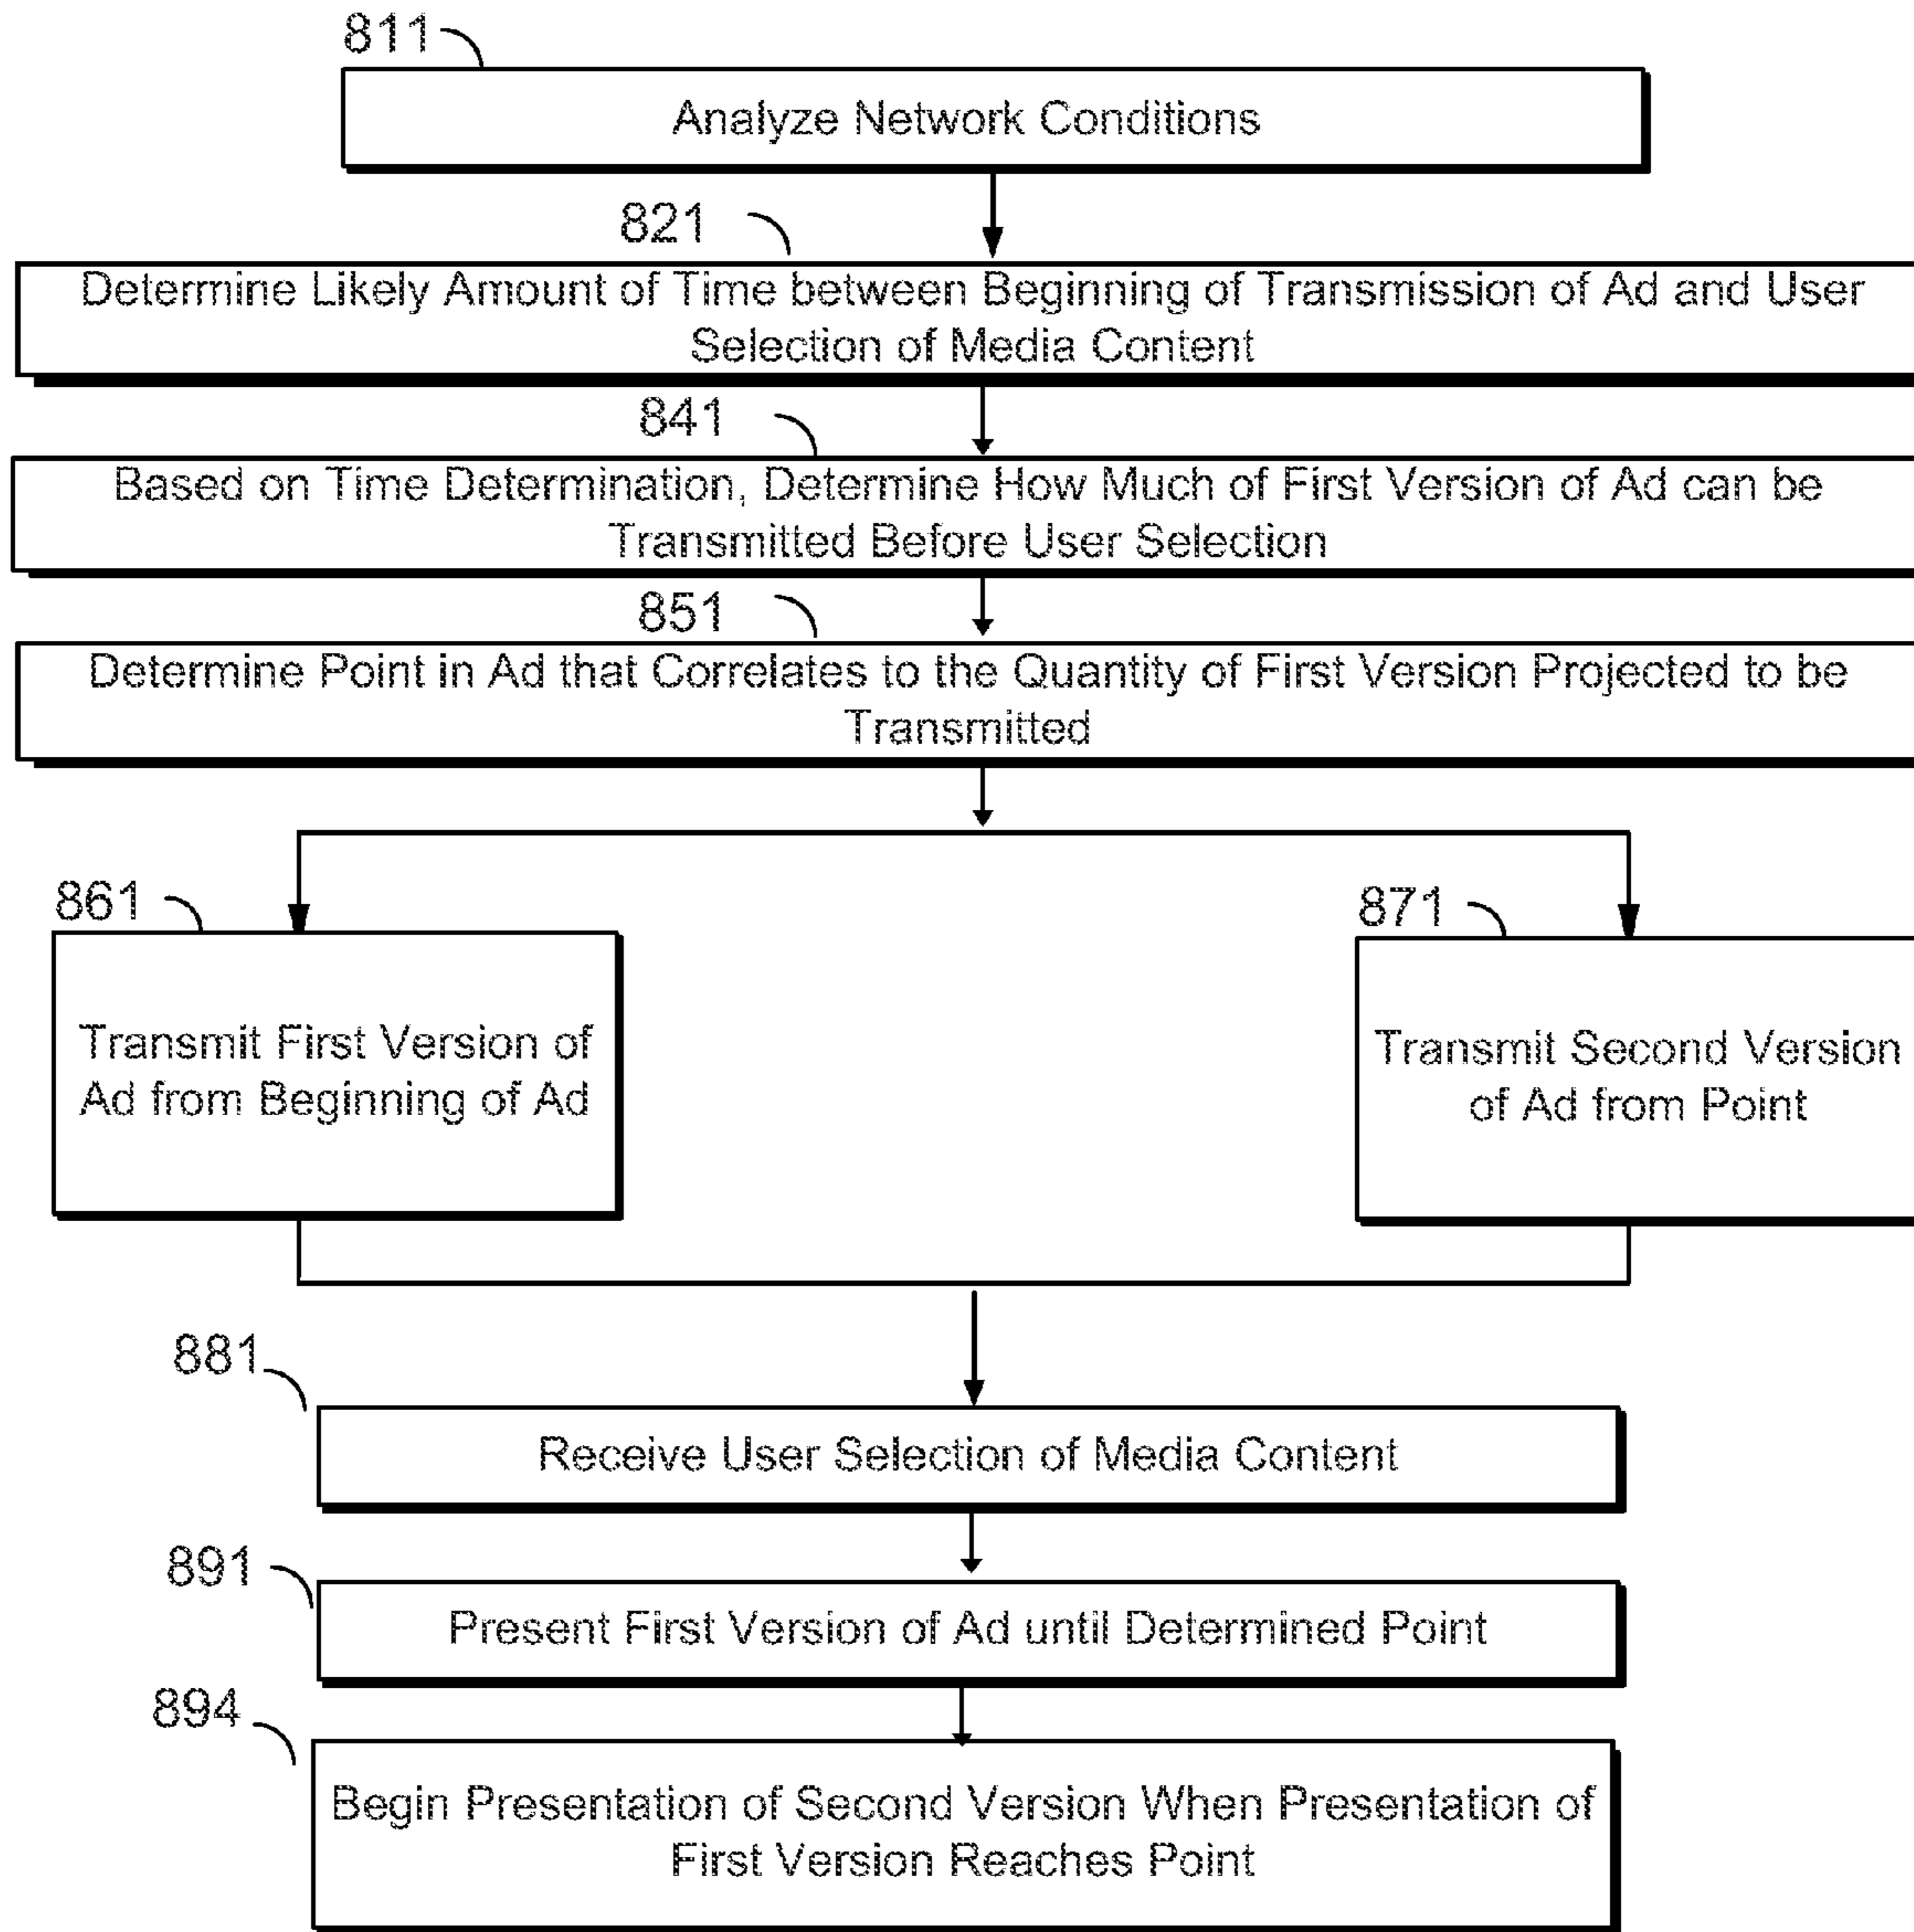 811
Analyze Network Conditions
821
Determine Likely Amount of Time between Beginning of Transmission of Ad and User
Selection of Media Content
841
Based on Time Determination, Determine How Much of First Version of Ad can be
Transmitted Before User Selection
851
Determine Point in Ad that Correlates to the Quantity of First Version Projected to be
Transmitted
861
Transmit First Version of
Ad from Beginning of Ad
871
Transmit Second Version
of Ad from Point
881
Receive User Selection of Media Content
891
Present First Version of Ad until Determined Point
894
Begin Presentation of Second Version When Presentation of
First Version Reaches Point